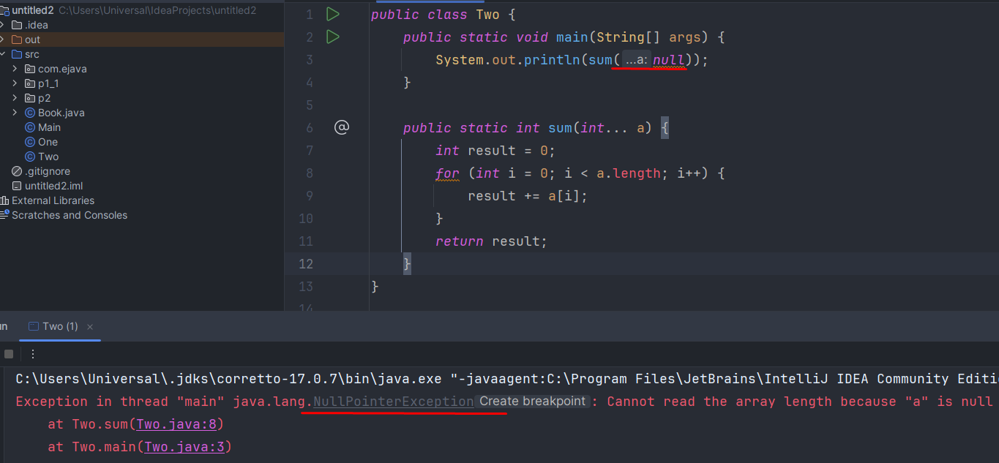 untitled2 C:\Users\Universal\IdeaProjects\untitled2
.idea
out
src
com.ejava
p1_1
p2
Book.java
Main
One
Two
.gitignore
untitled2.iml
External Libraries
Scratches and Consoles
1 public class Two {
2 public static void main(String[] args) {
3 System.out.println(sum( ...a: null));
4 }
5
6 @ public static int sum(int... a) {
7 int result = 0;
8 for (int i = 0; i < a.length; i++) {
9 result += a[i];
10 }
11 return result;
12 }
13 }
14
un Two (1) ×
C:\Users\Universal\.jdks\corretto-17.0.7\bin\java.exe "-javaagent:C:\Program Files\JetBrains\IntelliJ IDEA Community Editio
Exception in thread "main" java.lang.NullPointerException Create breakpoint : Cannot read the array length because "a" is null
at Two.sum(Two.java:8)
at Two.main(Two.java:3)